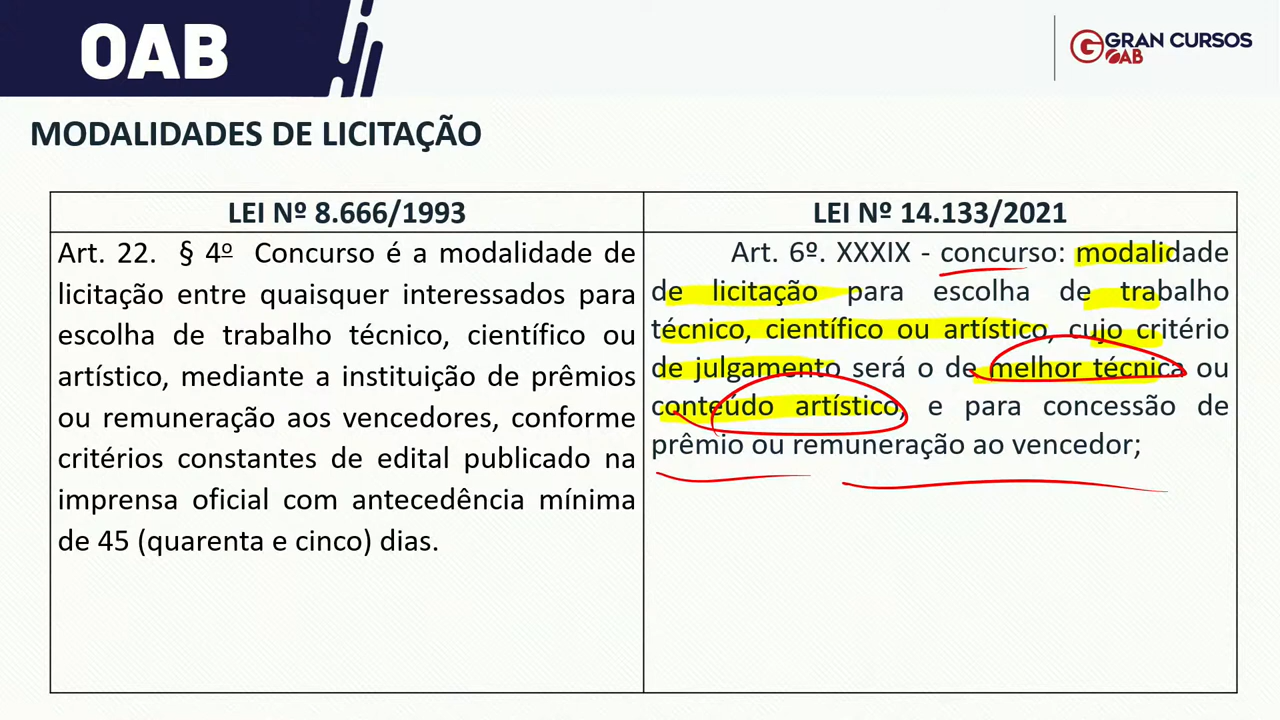 OAB
GRAN CURSOS
OAB
MODALIDADES DE LICITAÇÃO
LEI Nº 8.666/1993
Art. 22. § 4º Concurso é a modalidade de
licitação entre quaisquer interessados para
escolha de trabalho técnico, científico ou
artístico, mediante a instituição de prêmios
ou remuneração aos vencedores, conforme
critérios constantes de edital publicado na
imprensa oficial com antecedência mínima
de 45 (quarenta e cinco) dias.
LEI Nº 14.133/2021
Art. 6º. XXXIX - concurso: modalidade
de licitação para escolha de trabalho
técnico, científico ou artístico, cujo critério
de julgamento será o de melhor técnica ou
conteúdo artístico, e para concessão de
prêmio ou remuneração ao vencedor;